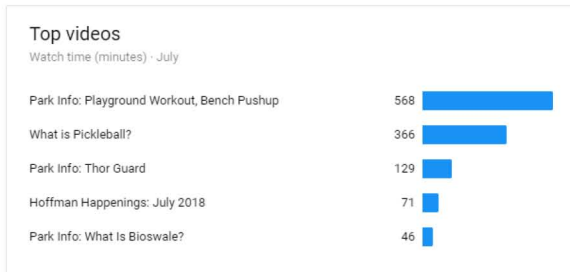 Top videos
Watch time (minutes) · July
Park Info: Playground Workout, Bench Pushup 568
What is Pickleball? 366
Park Info: Thor Guard 129
Hoffman Happenings: July 2018 71
Park Info: What Is Bioswale? 46